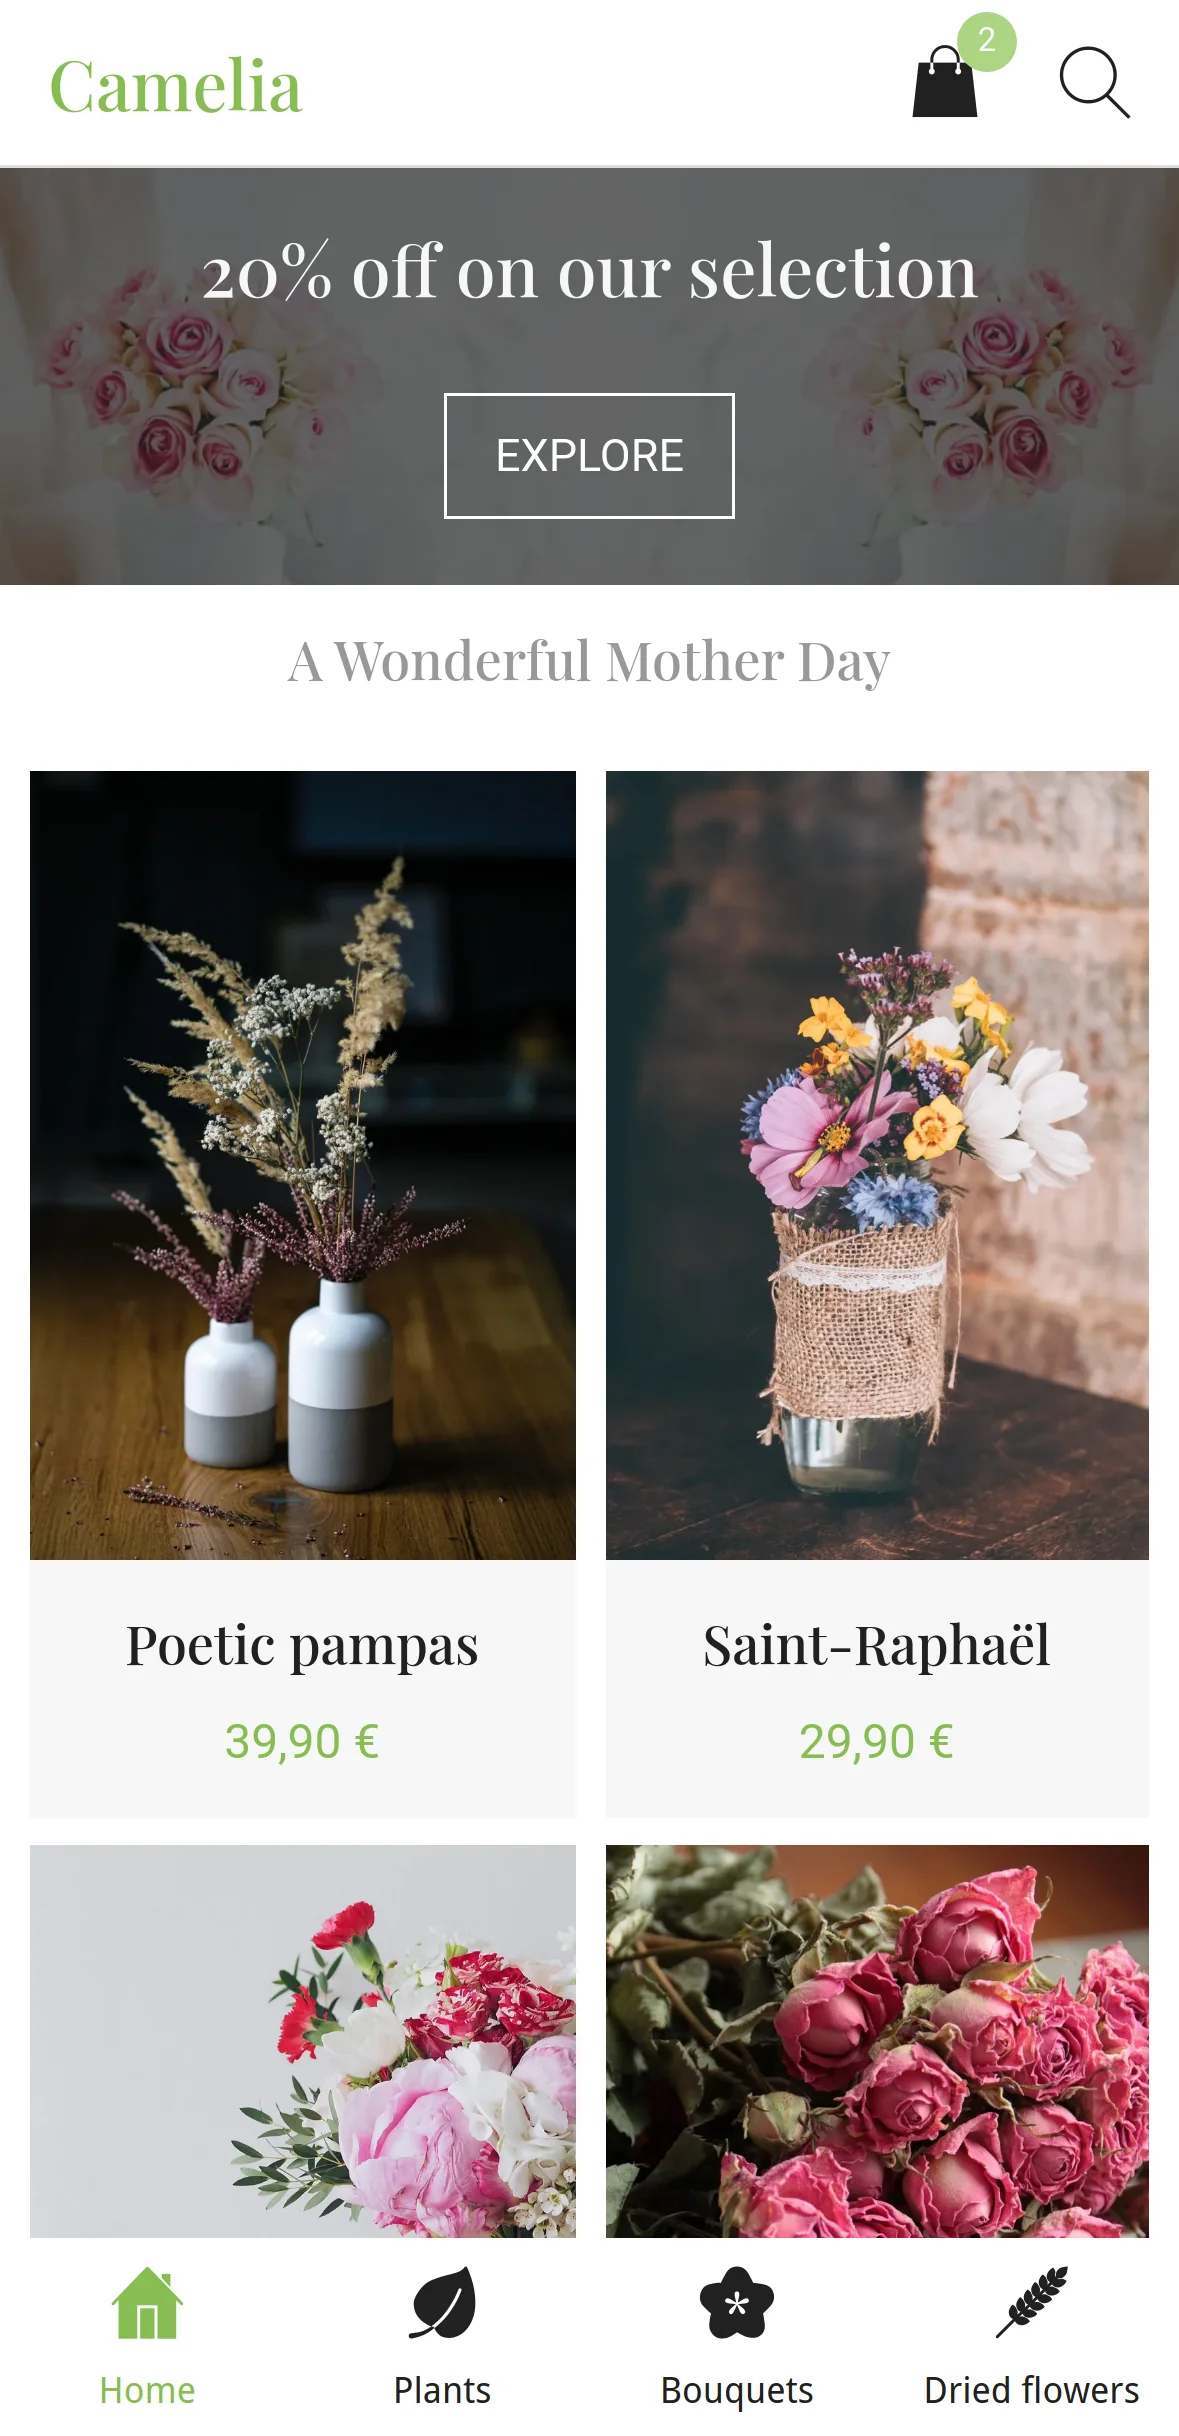 Camelia
2
20% off on our selection
EXPLORE
A Wonderful Mother Day
Poetic pampas
39,90 €
Saint-Raphaël
29,90 €
Home
Plants
Bouquets
Dried flowers